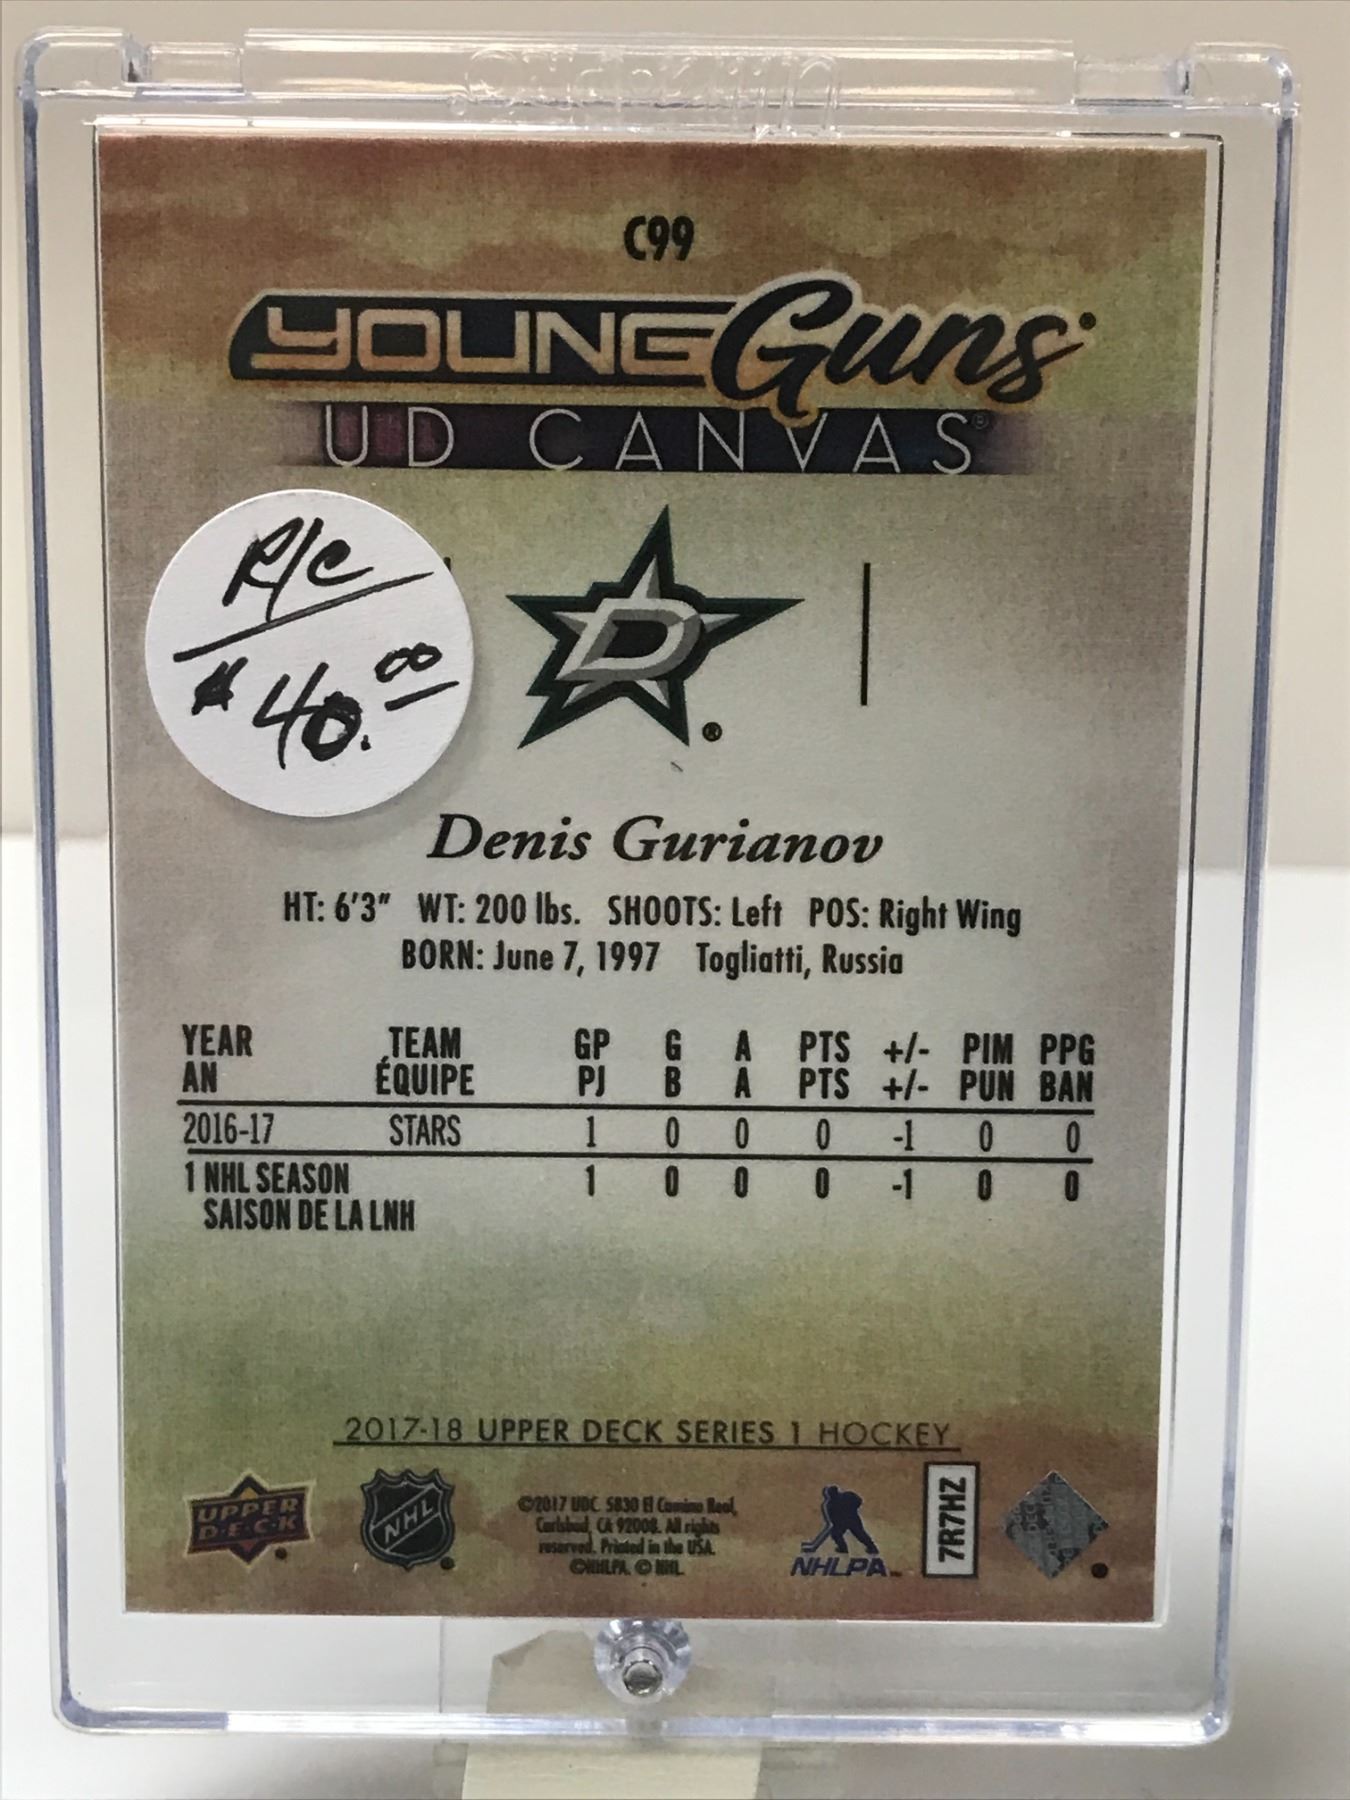 C99
YOUNG Guns
UD CANVAS®
R/C
$40.00
D
®
Denis Gurianov
HT: 6'3" WT: 200 lbs. SHOOTS: Left POS: Right Wing
BORN: June 7, 1997 Togliatti, Russia
YEAR TEAM GP G A PTS +/- PIM PPG
AN ÉQUIPE PJ B A PTS +/- PUN BAN
2016-17 STARS 1 0 0 0 -1 0 0
1 NHL SEASON 1 0 0 0 -1 0 0
SAISON DE LA LNH
2017-18 UPPER DECK SERIES 1 HOCKEY
UPPER
D·E·C·K
NHL
©2017 UDC. 5830 El Camino Real,
Carlsbad, CA 92008. All rights
reserved. Printed in the USA.
©NHLPA. © NHL.
NHLPA
7R7HZ